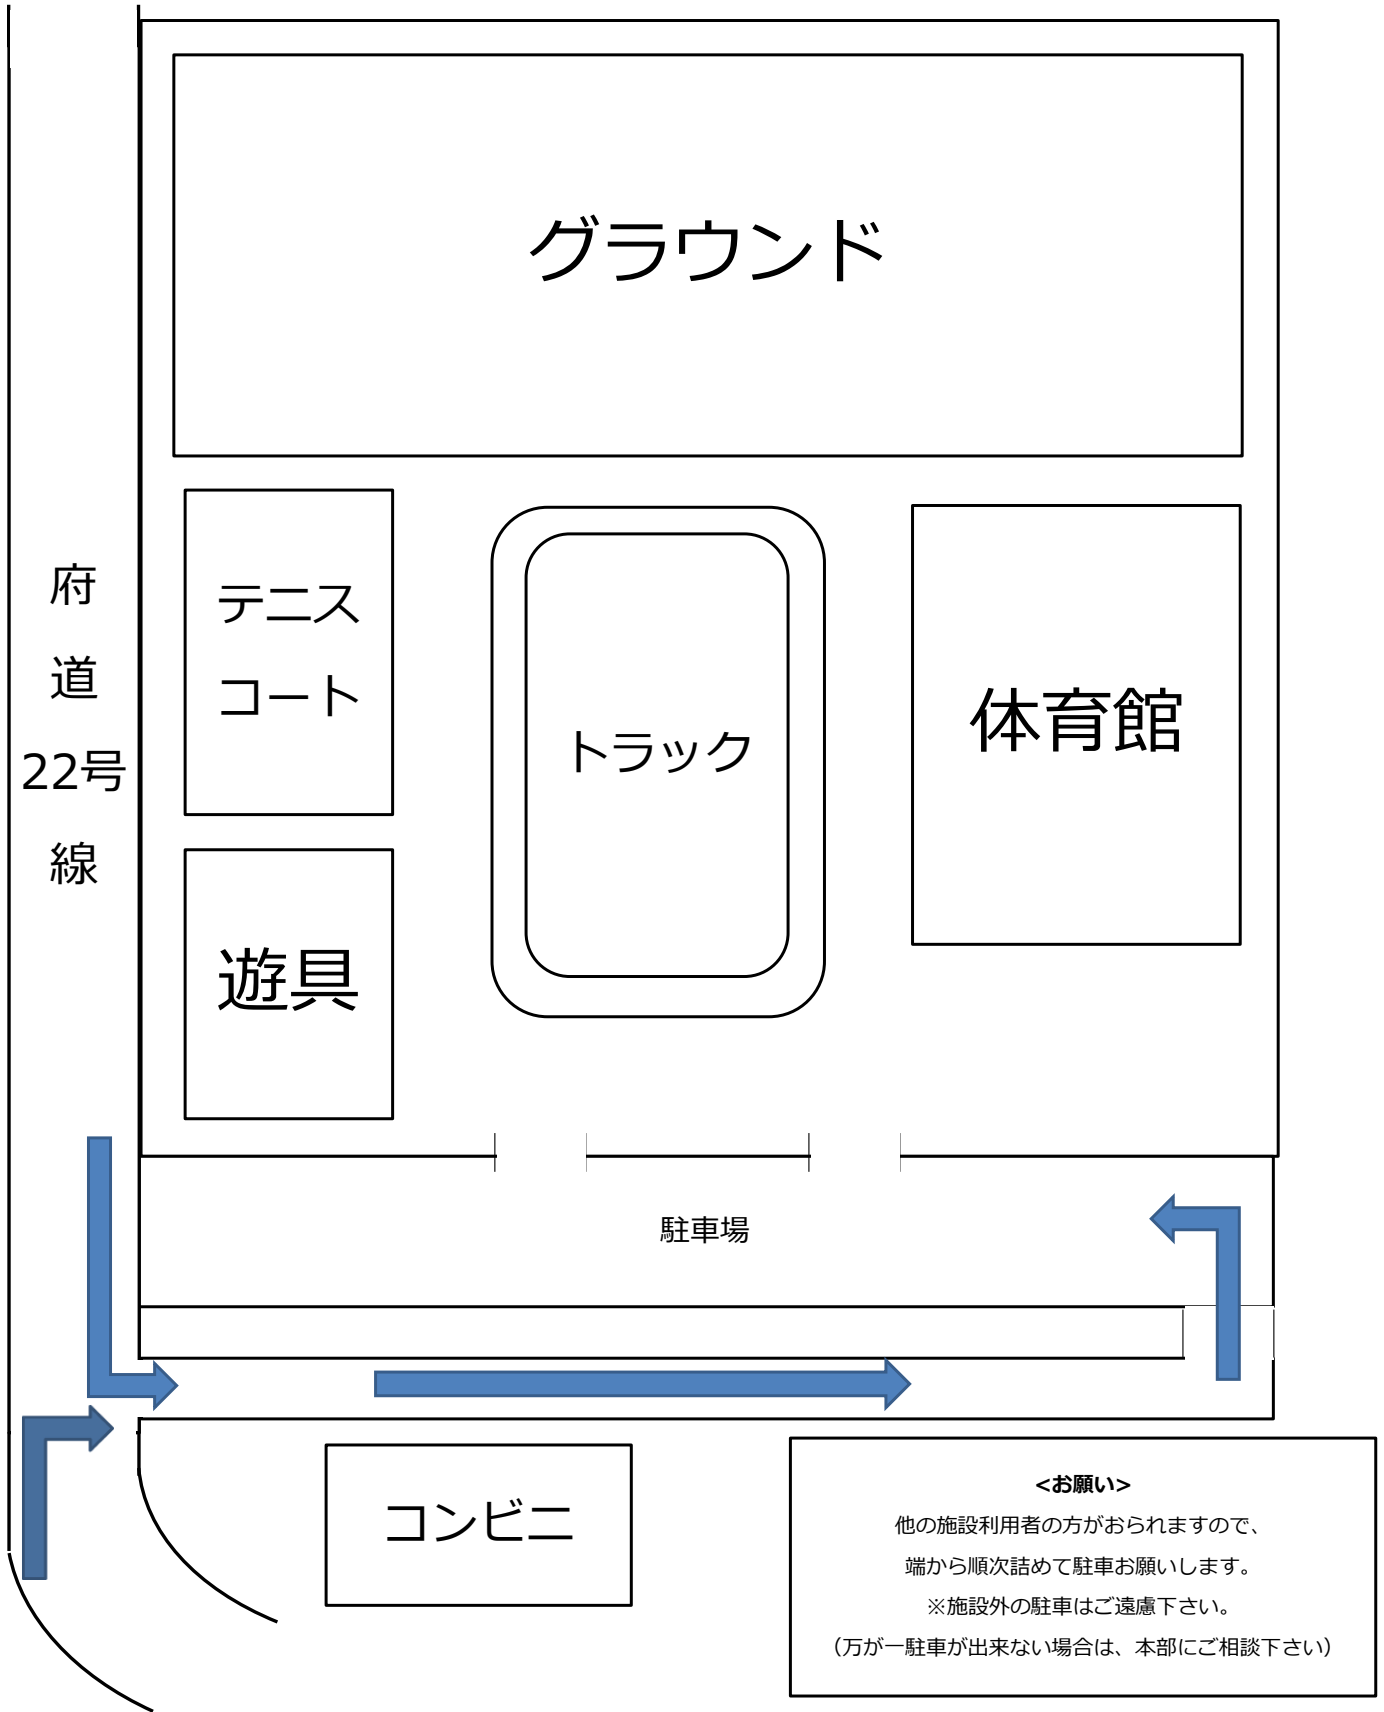 グラウンド
府
道
22号
線
テニス
コート
トラック
体育館
遊具
駐車場
コンビニ
<お願い>
他の施設利用者の方がおられますので、
端から順次詰めて駐車お願いします。
※施設外の駐車はご遠慮下さい。
（万が一駐車が出来ない場合は、本部にご相談下さい）